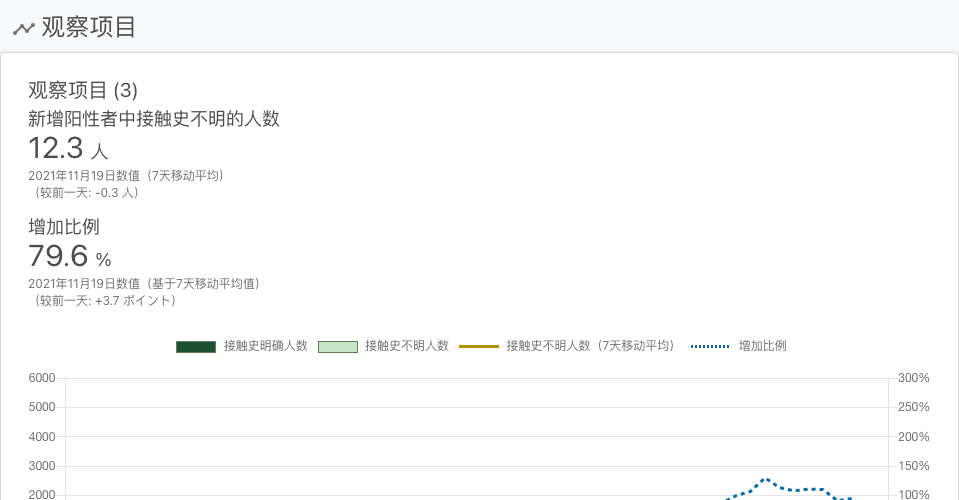 观察项目
观察项目 (3)
新增阳性者中接触史不明的人数
12.3 人
2021年11月19日数值（7天移动平均）
（较前一天: -0.3 人）
增加比例
79.6 %
2021年11月19日数值（基于7天移动平均值）
（较前一天: +3.7 ポイント）
接触史明确人数 接触史不明人数 接触史不明人数（7天移动平均） 增加比例
6000 300%
5000 250%
4000 200%
3000 150%
2000 100%